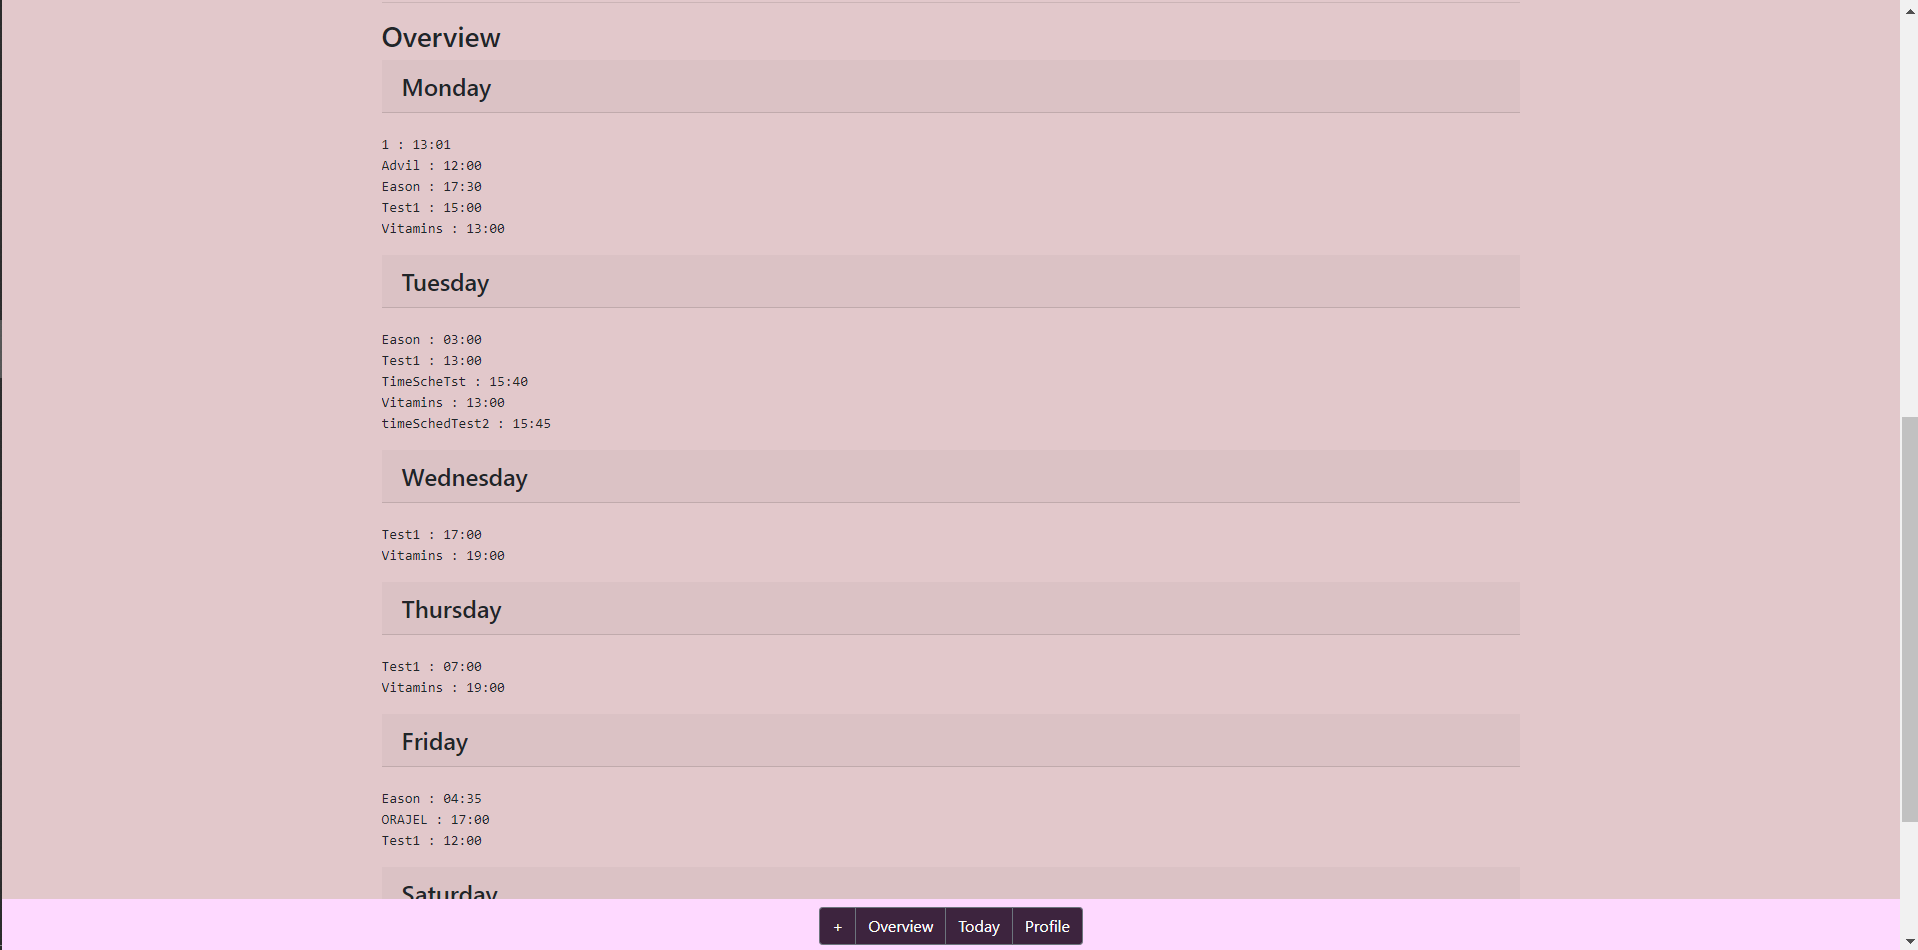 Overview
Monday
1 : 13:01
Advil : 12:00
Eason : 17:30
Test1 : 15:00
Vitamins : 13:00
Tuesday
Eason : 03:00
Test1 : 13:00
TimeScheTst : 15:40
Vitamins : 13:00
timeSchedTest2 : 15:45
Wednesday
Test1 : 17:00
Vitamins : 19:00
Thursday
Test1 : 07:00
Vitamins : 19:00
Friday
Eason : 04:35
ORAJEL : 17:00
Test1 : 12:00
Saturday
+ Overview Today Profile